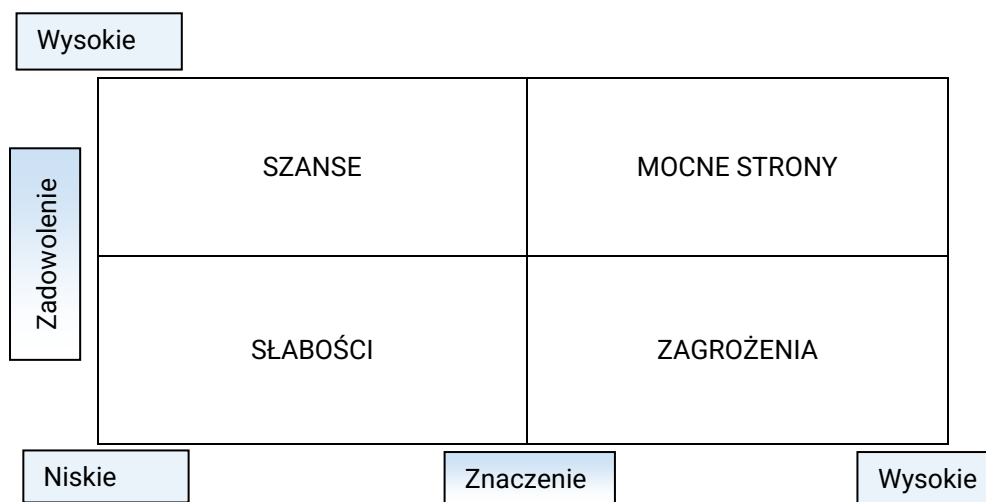 Wysokie
SZANSE
MOCNE STRONY
Zadowolenie
SŁABOŚCI
ZAGROŻENIA
Niskie
Znaczenie
Wysokie